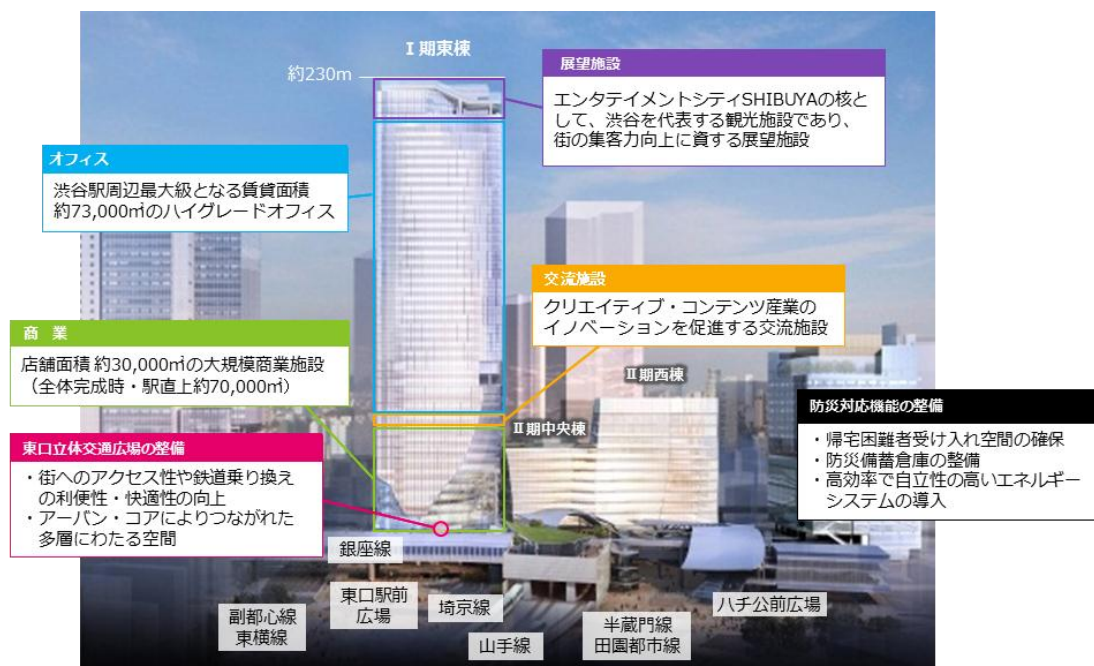 Ⅰ期東棟
約230m
展望施設
エンタテイメントシティSHIBUYAの核と
して、渋谷を代表する観光施設であり、
街の集客力向上に資する展望施設
オフィス
渋谷駅周辺最大級となる賃貸面積
約73,000㎡のハイグレードオフィス
交流施設
クリエイティブ・コンテンツ産業の
イノベーションを促進する交流施設
商　業
店舗面積 約30,000㎡の大規模商業施設
（全体完成時・駅直上約70,000㎡）
Ⅱ期西棟
Ⅱ期中央棟
防災対応機能の整備
・帰宅困難者受け入れ空間の確保
・防災備蓄倉庫の整備
・高効率で自立性の高いエネルギー
システムの導入
東口立体交通広場の整備
・街へのアクセス性や鉄道乗り換え
の利便性・快適性の向上
・アーバン・コアによりつながれた
多層にわたる空間
銀座線
東口駅前
広場
埼京線
副都心線
東横線
山手線
半蔵門線
田園都市線
ハチ公前広場